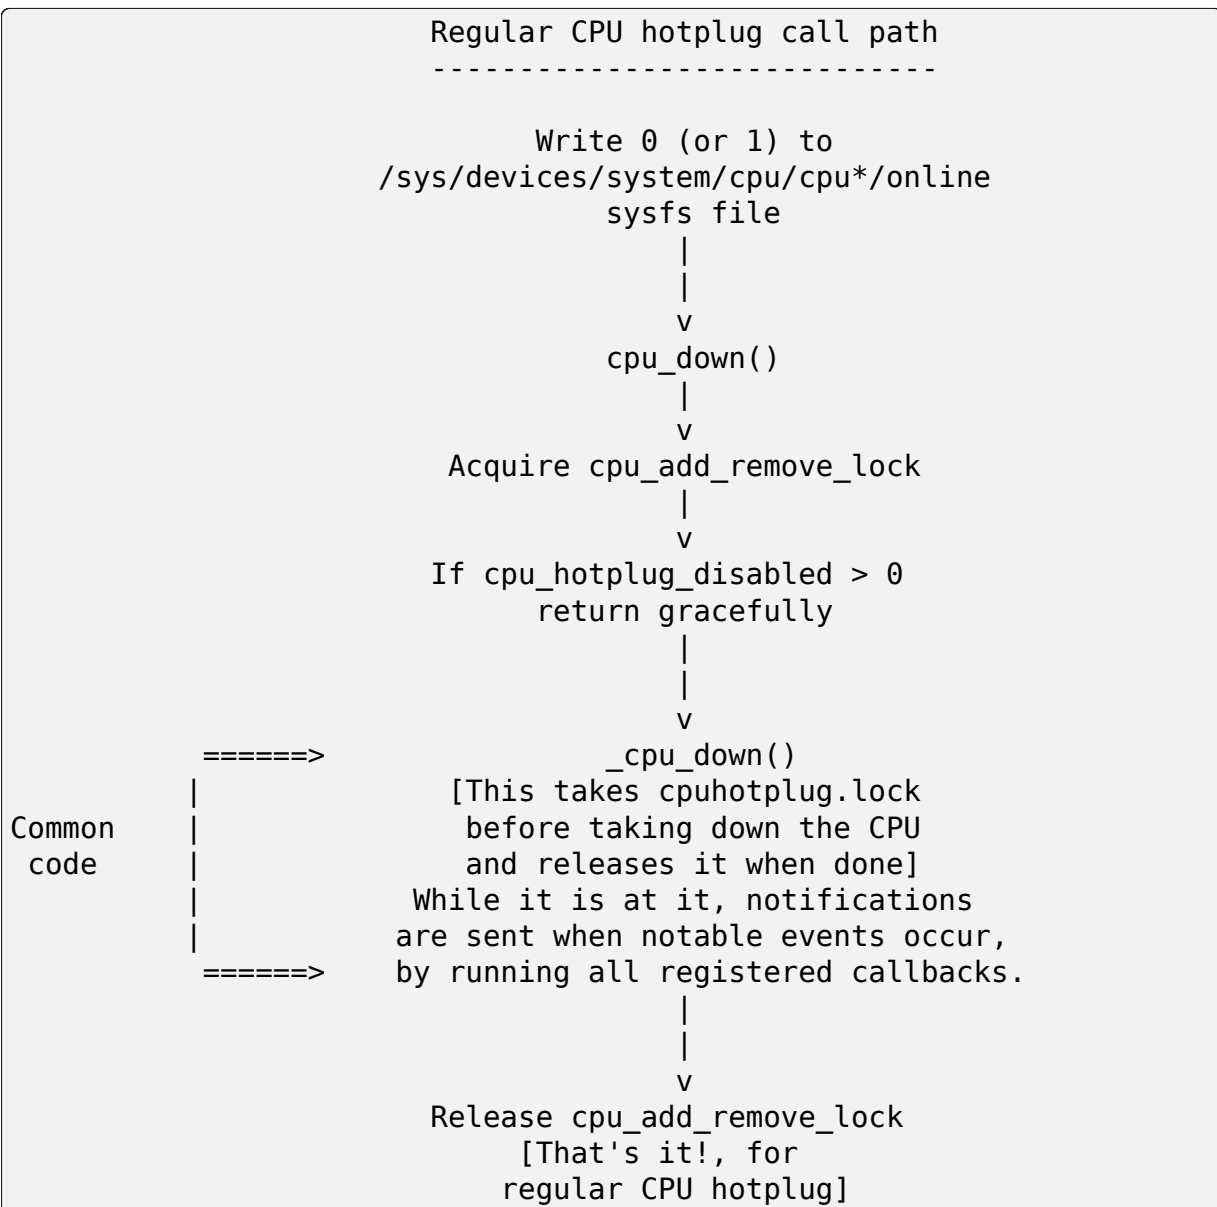 Regular CPU hotplug call path
-----------------------------
Write 0 (or 1) to
/sys/devices/system/cpu/cpu*/online
sysfs file
|
|
v
cpu_down()
|
v
Acquire cpu_add_remove_lock
|
v
If cpu_hotplug_disabled > 0
return gracefully
|
|
v
======> _cpu_down()
| [This takes cpuhotplug.lock
Common | before taking down the CPU
code | and releases it when done]
| While it is at it, notifications
| are sent when notable events occur,
======> by running all registered callbacks.
|
|
v
Release cpu_add_remove_lock
[That's it!, for
regular CPU hotplug]